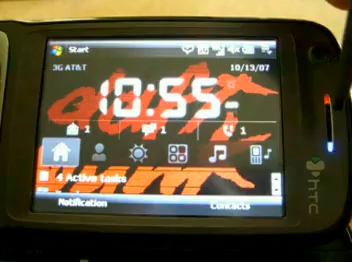 Start
3G AT&T 10/13/07
10:55
1 1 1
4 Active tasks
Notification Contacts
hTC